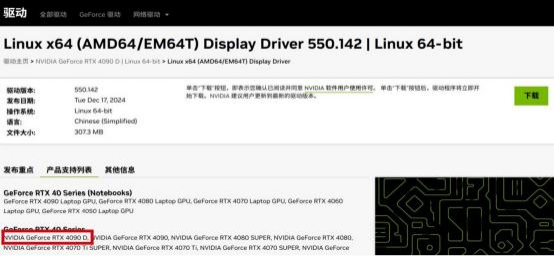 驱动 全部驱动 GeForce 驱动 网络驱动
Linux x64 (AMD64/EM64T) Display Driver 550.142 | Linux 64-bit
驱动主页 > NVIDIA GeForce RTX 4090 D | Linux 64-bit > Linux x64 (AMD64/EM64T) Display Driver
驱动版本: 550.142
发布日期: Tue Dec 17, 2024
操作系统: Linux 64-bit
语言: Chinese (Simplified)
文件大小: 307.3 MB
单击“下载”按钮，即表示您确认已阅读并同意 NVIDIA 软件用户使用许可。 单击“下载”按钮后，驱动程序将立即开
始下载。NVIDIA 建议用户更新到最新的驱动版本。
下载
发布重点 产品支持列表 其他信息
GeForce RTX 40 Series (Notebooks)
GeForce RTX 4090 Laptop GPU, GeForce RTX 4080 Laptop GPU, GeForce RTX 4070 Laptop GPU, GeForce RTX 4060
Laptop GPU, GeForce RTX 4050 Laptop GPU
GeForce RTX 40 Series
NVIDIA GeForce RTX 4090 D, NVIDIA GeForce RTX 4090, NVIDIA GeForce RTX 4080 SUPER, NVIDIA GeForce RTX 4080,
NVIDIA GeForce RTX 4070 Ti SUPER, NVIDIA GeForce RTX 4070 Ti, NVIDIA GeForce RTX 4070 SUPER, NVIDIA GeForce